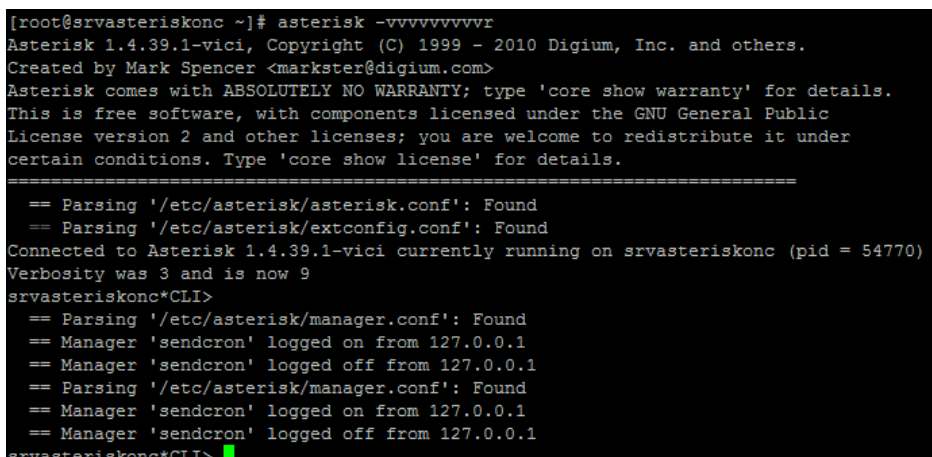 [root@srvasteriskonc ~]# asterisk -vvvvvvvvvr
Asterisk 1.4.39.1-vici, Copyright (C) 1999 - 2010 Digium, Inc. and others.
Created by Mark Spencer <markster@digium.com>
Asterisk comes with ABSOLUTELY NO WARRANTY; type 'core show warranty' for details.
This is free software, with components licensed under the GNU General Public
License version 2 and other licenses; you are welcome to redistribute it under
certain conditions. Type 'core show license' for details.
=========================================================================
  == Parsing '/etc/asterisk/asterisk.conf': Found
  == Parsing '/etc/asterisk/extconfig.conf': Found
Connected to Asterisk 1.4.39.1-vici currently running on srvasteriskonc (pid = 54770)
Verbosity was 3 and is now 9
srvasteriskonc*CLI>
  == Parsing '/etc/asterisk/manager.conf': Found
  == Manager 'sendcron' logged on from 127.0.0.1
  == Manager 'sendcron' logged off from 127.0.0.1
  == Parsing '/etc/asterisk/manager.conf': Found
  == Manager 'sendcron' logged on from 127.0.0.1
  == Manager 'sendcron' logged off from 127.0.0.1
srvasteriskonc*CLI>